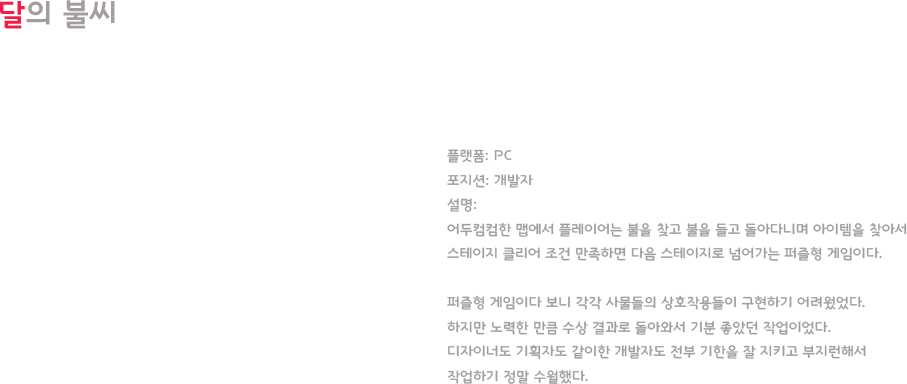 달의 불씨
플랫폼: PC
포지션: 개발자
설명:
어두컴컴한 맵에서 플레이어는 불을 찾고 불을 들고 돌아다니며 아이템을 찾아서
스테이지 클리어 조건 만족하면 다음 스테이지로 넘어가는 퍼즐형 게임이다.
퍼즐형 게임이다 보니 각각 사물들의 상호작용들이 구현하기 어려웠었다.
하지만 노력한 만큼 수상 결과로 돌아와서 기분 좋았던 작업이었다.
디자이너도 기획자도 같이한 개발자도 전부 기한을 잘 지키고 부지런해서
작업하기 정말 수월했다.